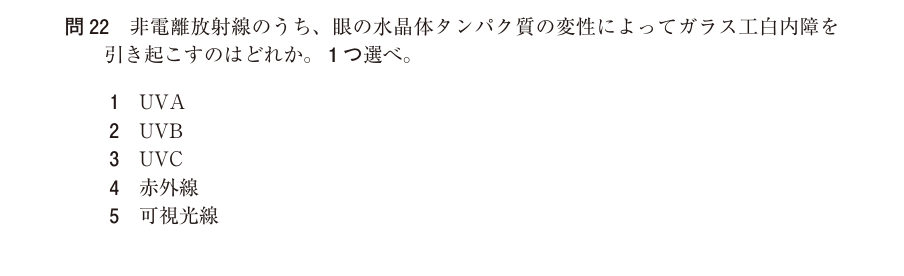 問 22 非電離放射線のうち、眼の水晶体タンパク質の変性によってガラス工白内障を
引き起こすのはどれか。1つ選べ。
1 UVA
2 UVB
3 UVC
4 赤外線
5 可視光線